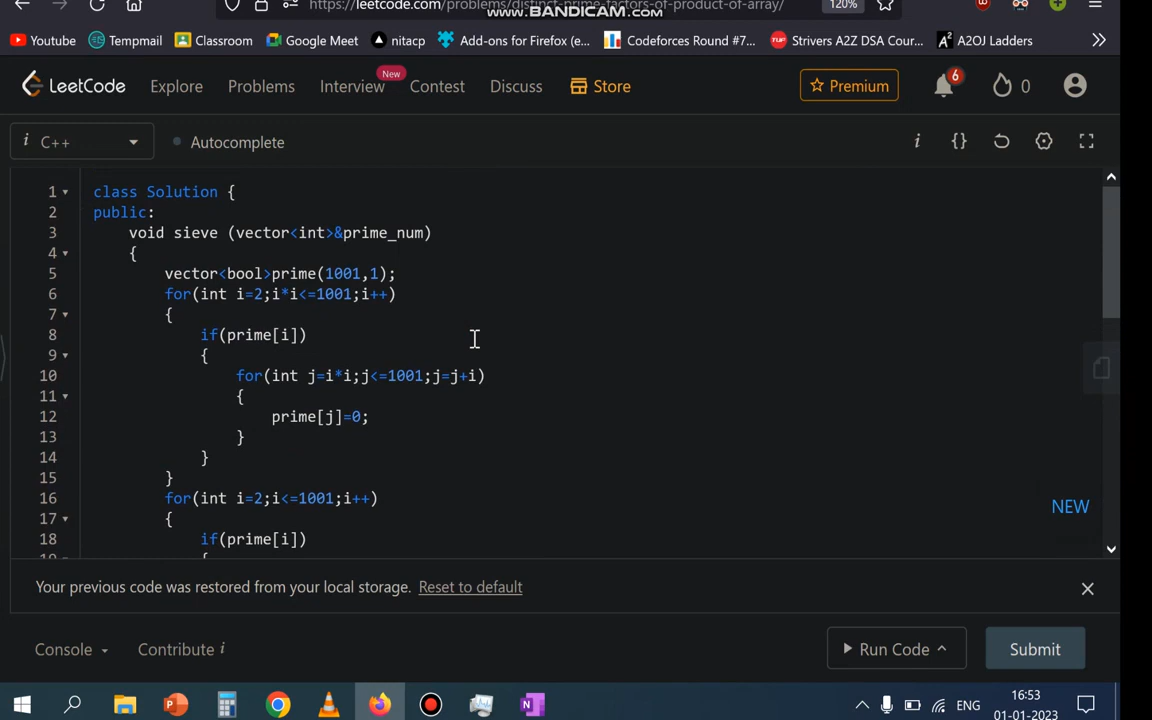 https://leetcode.com/problems/distinct-prime-factors-of-product-of-array/
120%
www.BANDICAM.com
Youtube
Tempmail
Classroom
Google Meet
nitacp
Add-ons for Firefox (e...
Codeforces Round #7...
TUF Strivers A2Z DSA Cour...
A2OJ Ladders
LeetCode
Explore
Problems
Interview
New
Contest
Discuss
Store
Premium
6
0
i C++
Autocomplete
i {}
1 class Solution {
2 public:
3 void sieve (vector<int>&prime_num)
4 {
5 vector<bool>prime(1001,1);
6 for(int i=2;i*i<=1001;i++)
7 {
8 if(prime[i])
9 {
10 for(int j=i*i;j<=1001;j=j+i)
11 {
12 prime[j]=0;
13 }
14 }
15 }
16 for(int i=2;i<=1001;i++)
17 {
18 if(prime[i])
19 {
NEW
Your previous code was restored from your local storage. Reset to default
Console
Contribute i
Run Code
Submit
ENG
16:53
01-01-2023